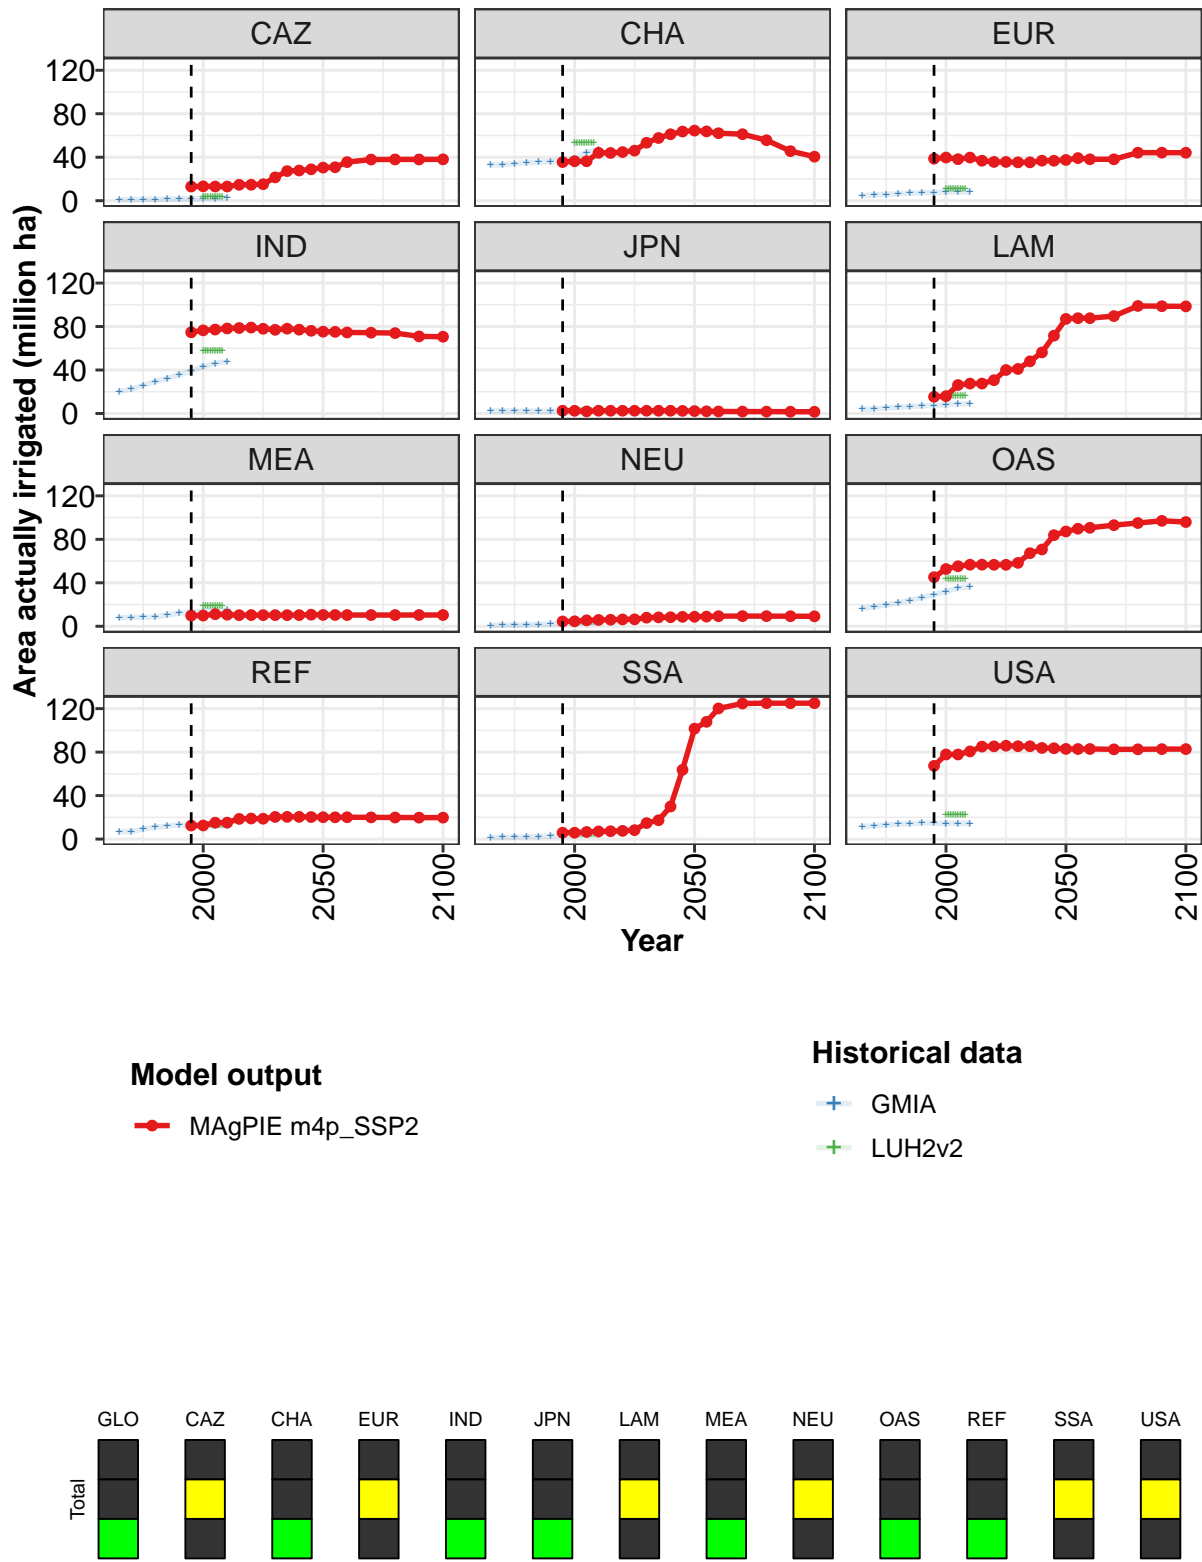 CAZ CHA EUR
120
80
40
0
IND JPN LAM
120
80
40
0
MEA NEU OAS
120
80
40
0
REF SSA USA
120
80
40
0
Area actually irrigated (million ha)
2000 2050 2100 2000 2050 2100 2000 2050 2100
Year
Model output
MAgPIE m4p_SSP2
Historical data
GMIA
LUH2v2
GLO CAZ CHA EUR IND JPN LAM MEA NEU OAS REF SSA USA
Total